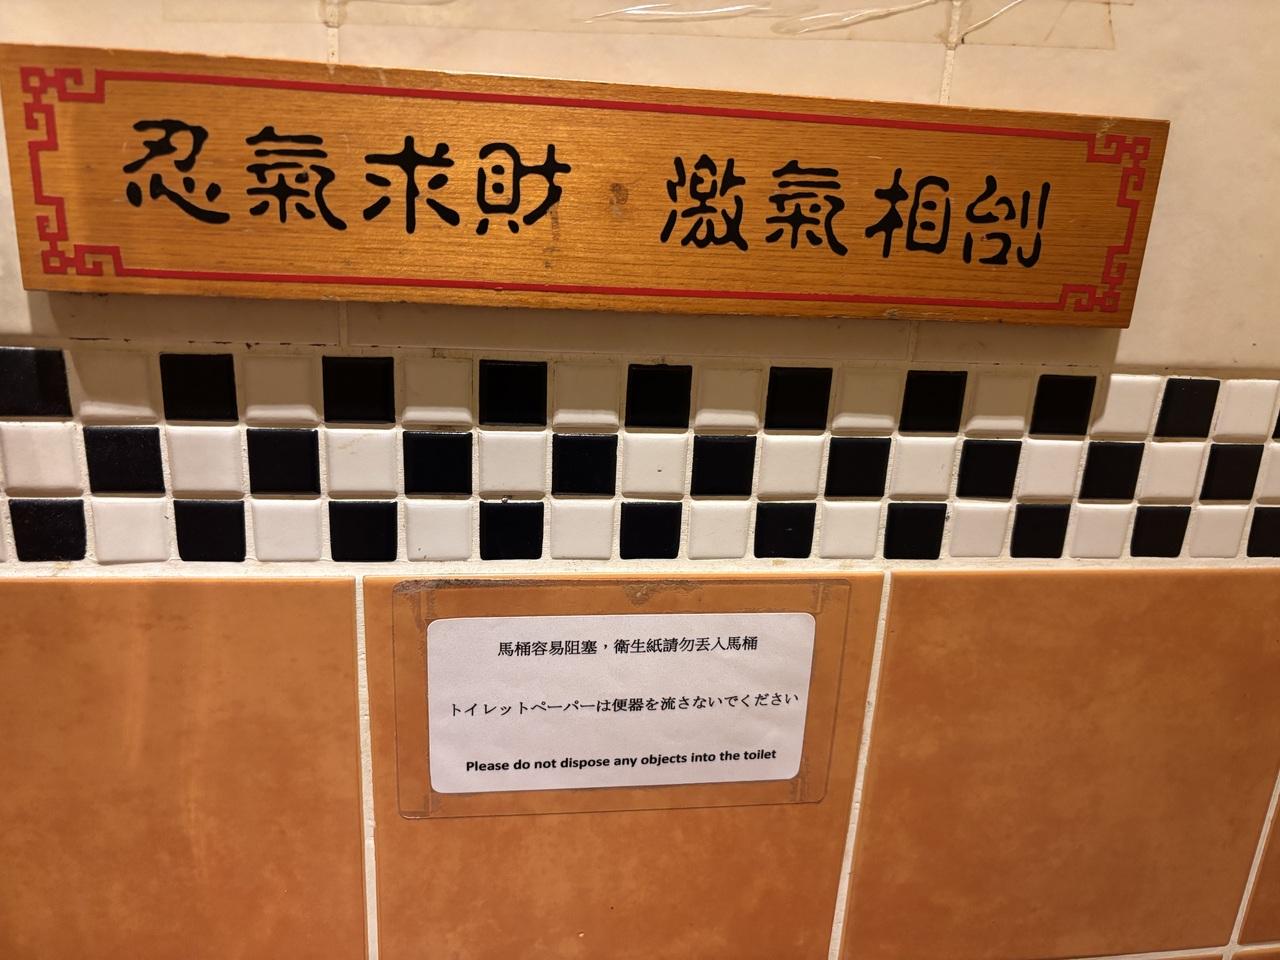 忍氣求財 激氣相刣
馬桶容易阻塞，衛生紙請勿丟入馬桶
トイレットペーパーは便器を流さないでください
Please do not dispose any objects into the toilet